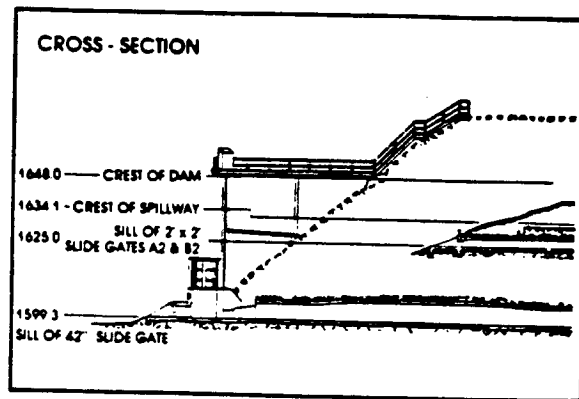 CROSS - SECTION
1648.0 CREST OF DAM
1634.1 - CREST OF SPILLWAY
1625.0 SILL OF 2' x 2'
SLIDE GATES A2 & B2
1599.3
SILL OF 42" SLIDE GATE